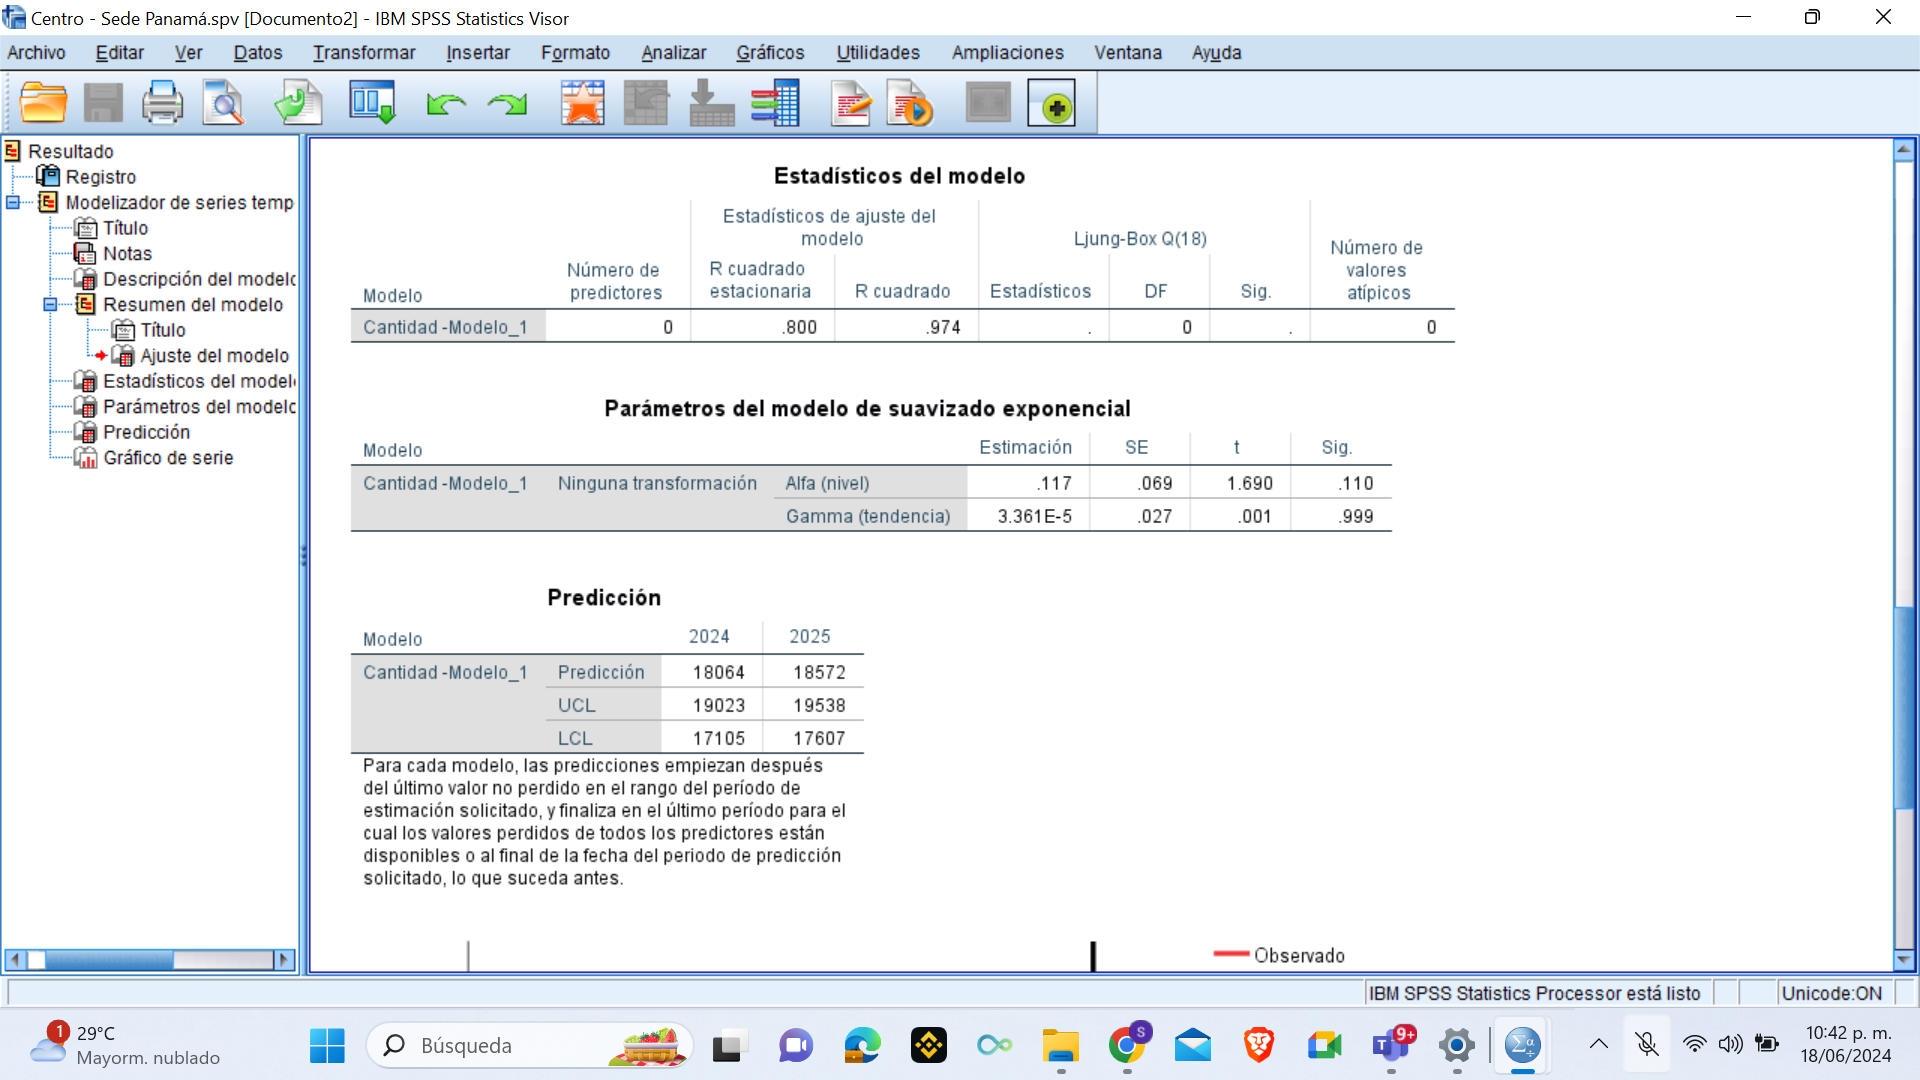 Centro - Sede Panamá.spv [Documento2] - IBM SPSS Statistics Visor
Archivo Editar Ver Datos Transformar Insertar Formato Analizar Gráficos Utilidades Ampliaciones Ventana Ayuda
Resultado
Registro
Modelizador de series temp
Título
Notas
Descripción del modelo
Resumen del modelo
Título
Ajuste del modelo
Estadísticos del model
Parámetros del modelo
Predicción
Gráfico de serie
Estadísticos del modelo
Estadísticos de ajuste del
modelo
Ljung-Box Q(18)
Número de
valores
atípicos
Número de
predictores
R cuadrado
estacionaria
Modelo R cuadrado Estadísticos DF Sig.
Cantidad -Modelo_1 0 .800 .974 . 0 . 0
Parámetros del modelo de suavizado exponencial
Modelo Estimación SE t Sig.
Cantidad -Modelo_1 Ninguna transformación Alfa (nivel) .117 .069 1.690 .110
Gamma (tendencia) 3.361E-5 .027 .001 .999
Predicción
Modelo 2024 2025
Cantidad -Modelo_1 Predicción 18064 18572
UCL 19023 19538
LCL 17105 17607
Para cada modelo, las predicciones empiezan después
del último valor no perdido en el rango del período de
estimación solicitado, y finaliza en el último período para el
cual los valores perdidos de todos los predictores están
disponibles o al final de la fecha del periodo de predicción
solicitado, lo que suceda antes.
Observado
IBM SPSS Statistics Processor está listo Unicode:ON
1
29°C
Mayorm. nublado
Búsqueda
S
9+
10:42 p. m.
18/06/2024